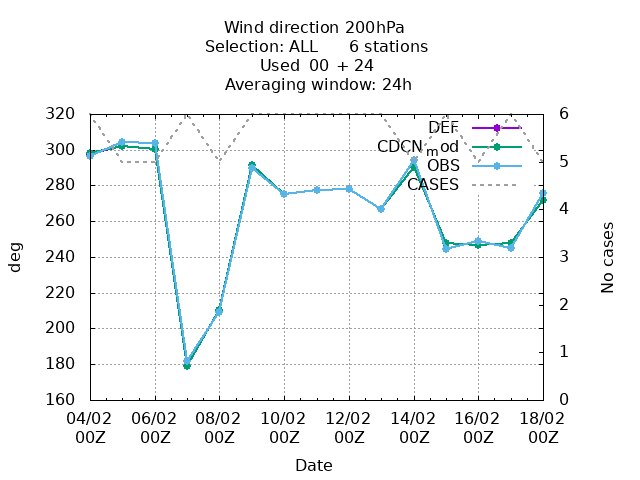 Wind direction 200hPa
Selection: ALL      6 stations
Used  00  + 24
Averaging window: 24h
320
300
280
260
240
220
200
180
160
deg
6
5
4
3
2
1
0
No cases
DEF
CDCN_mod
OBS
CASES
04/02 06/02 08/02 10/02 12/02 14/02 16/02 18/02
00Z 00Z 00Z 00Z 00Z 00Z 00Z 00Z
Date